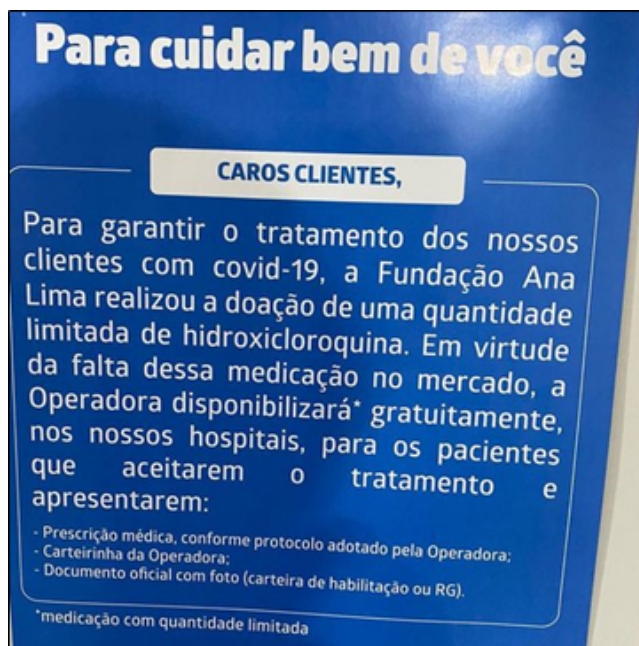 Para cuidar bem de você
CAROS CLIENTES,
Para garantir o tratamento dos nossos
clientes com covid-19, a Fundação Ana
Lima realizou a doação de uma quantidade
limitada de hidroxicloroquina. Em virtude
da falta dessa medicação no mercado, a
Operadora disponibilizará* gratuitamente,
nos nossos hospitais, para os pacientes
que aceitarem o tratamento e
apresentarem:
- Prescrição médica, conforme protocolo adotado pela Operadora;
- Carteirinha da Operadora;
- Documento oficial com foto (carteira de habilitação ou RG).
*medicação com quantidade limitada